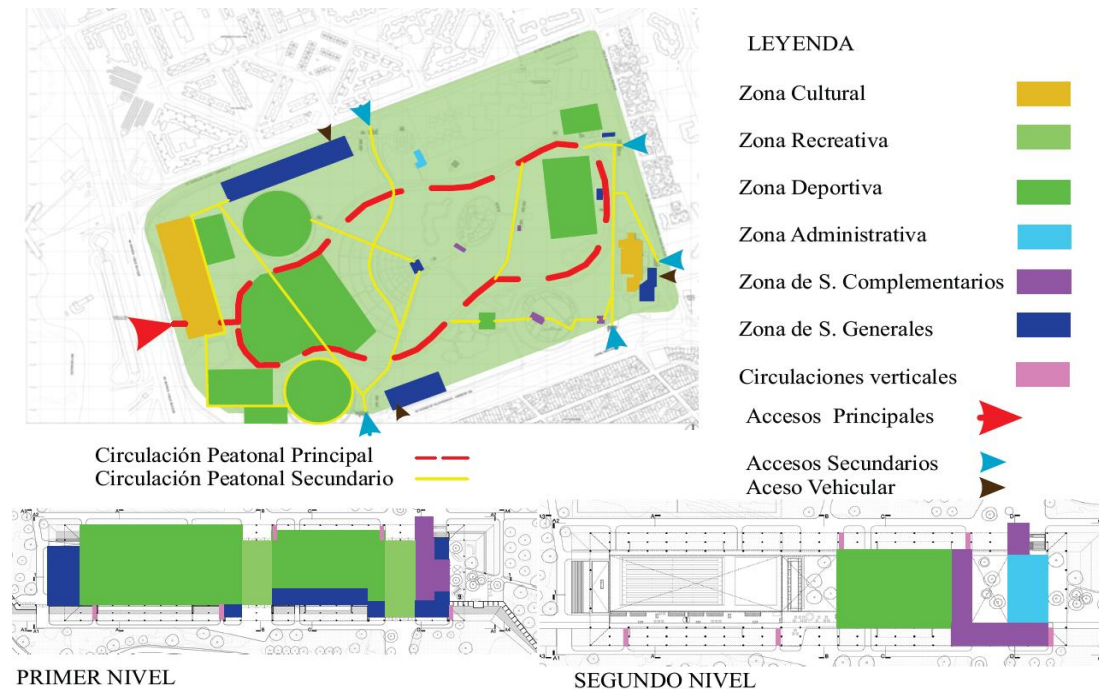 LEYENDA
Zona Cultural
Zona Recreativa
Zona Deportiva
Zona Administrativa
Zona de S. Complementarios
Zona de S. Generales
Circulaciones verticales
Accesos Principales
Accesos Secundarios
Aceso Vehicular
Circulación Peatonal Principal
Circulación Peatonal Secundario
PRIMER NIVEL
SEGUNDO NIVEL